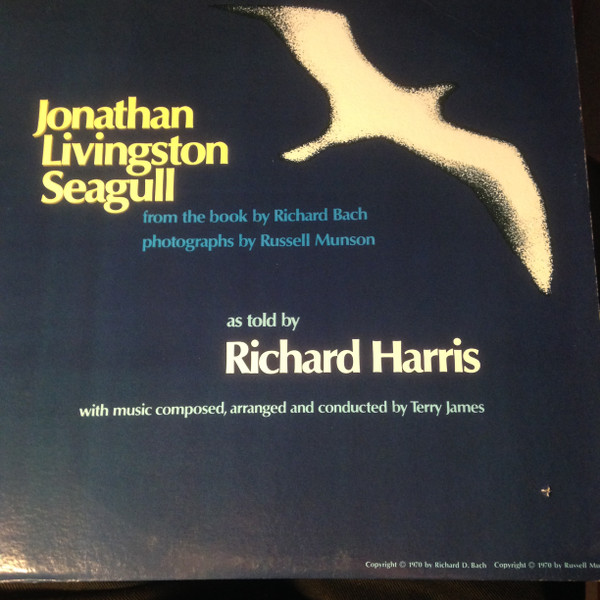 Jonathan
Livingston
Seagull
from the book by Richard Bach
photographs by Russell Munson
as told by
Richard Harris
with music composed, arranged and conducted by Terry James
Copyright © 1970 by Richard D. Bach Copyright © 1970 by Russell